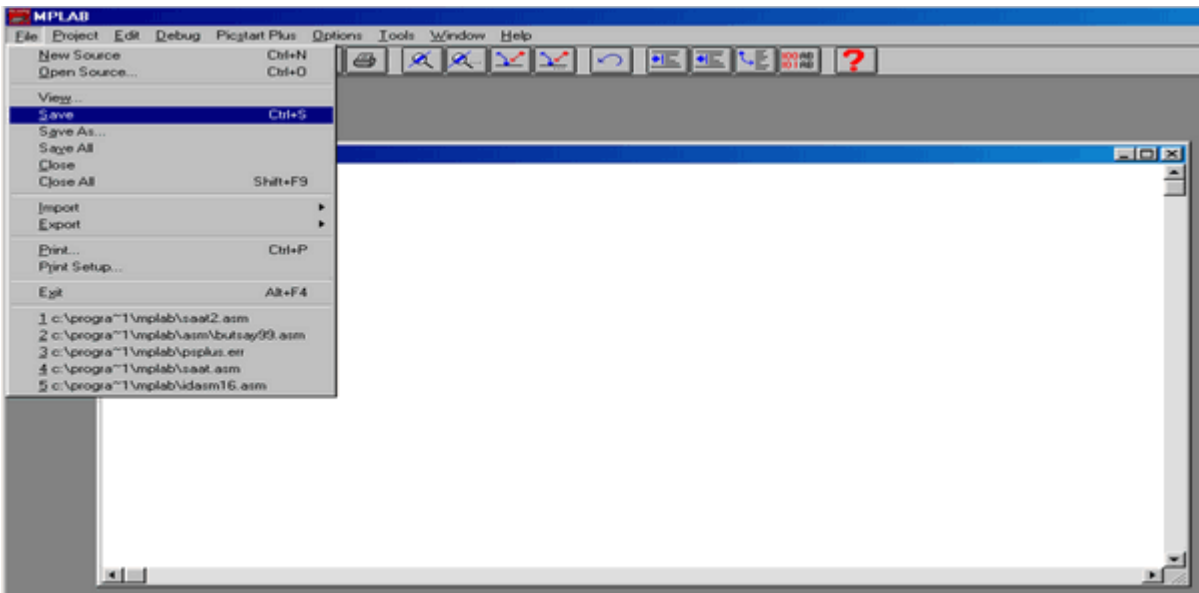 MPLAB
File Project Edit Debug Picstart Plus Options Tools Window Help
New Source Ctrl+N
Open Source... Ctrl+O
View...
Save Ctrl+S
Save As...
Save All
Close
Close All Shift+F9
Import
Export
Print... Ctrl+P
Print Setup...
Exit Alt+F4
1 c:\progra~1\mplab\saat2.asm
2 c:\progra~1\mplab\asm\butsay99.asm
3 c:\progra~1\mplab\psplus.err
4 c:\progra~1\mplab\saat.asm
5 c:\progra~1\mplab\idasm16.asm